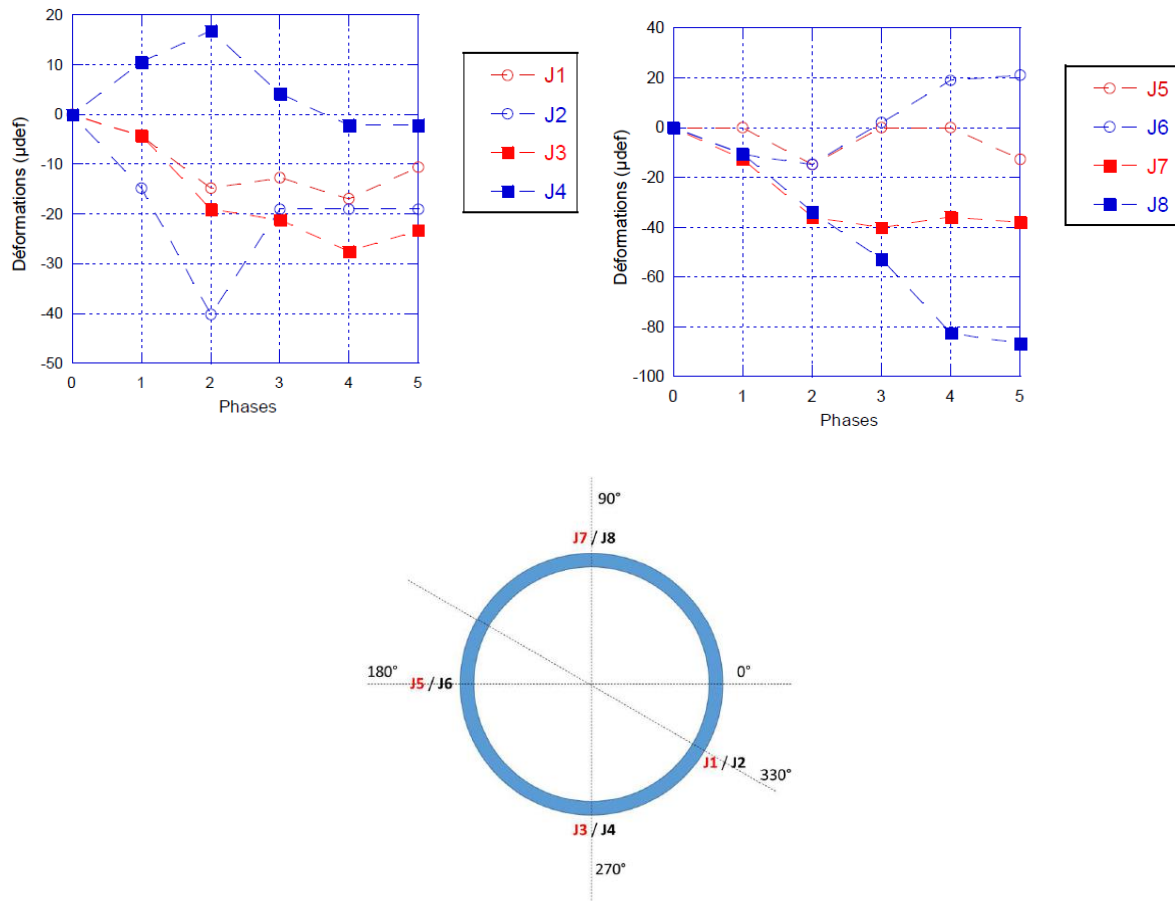 20
10
0
-10
-20
-30
-40
-50
0 1 2 3 4 5
Déformations (µdef)
Phases
J1
J2
J3
J4
40
20
0
-20
-40
-60
-80
-100
0 1 2 3 4 5
Déformations (µdef)
Phases
J5
J6
J7
J8
90°
J7 / J8
180°
J5 / J6
0°
J1 / J2
330°
J3 / J4
270°